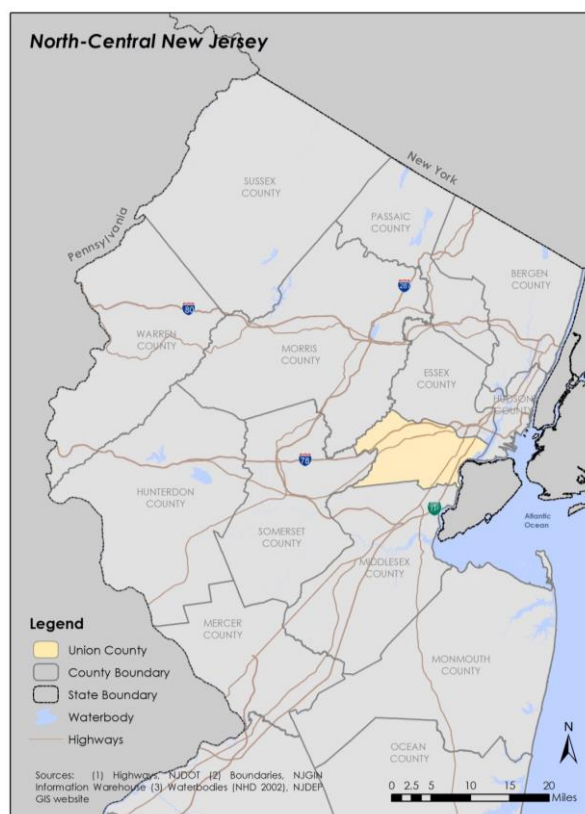 North-Central New Jersey
New York
SUSSEX
COUNTY
PASSAIC
COUNTY
Pennsylvania
BERGEN
COUNTY
80
WARREN
COUNTY
MORRIS
COUNTY
ESSEX
COUNTY
HUDSON
COUNTY
78
HUNTERDON
COUNTY
SOMERSET
COUNTY
Atlantic
Ocean
MIDDLESEX
COUNTY
MERCER
COUNTY
MONMOUTH
COUNTY
OCEAN
COUNTY
Legend
Union County
County Boundary
State Boundary
Waterbody
Highways
Sources: (1) Highways, NJDOT (2) Boundaries, NJGIN
Information Warehouse (3) Waterbodies (NHD 2002), NJDEP
GIS website
N
0 2.5 5 10 15 20
Miles